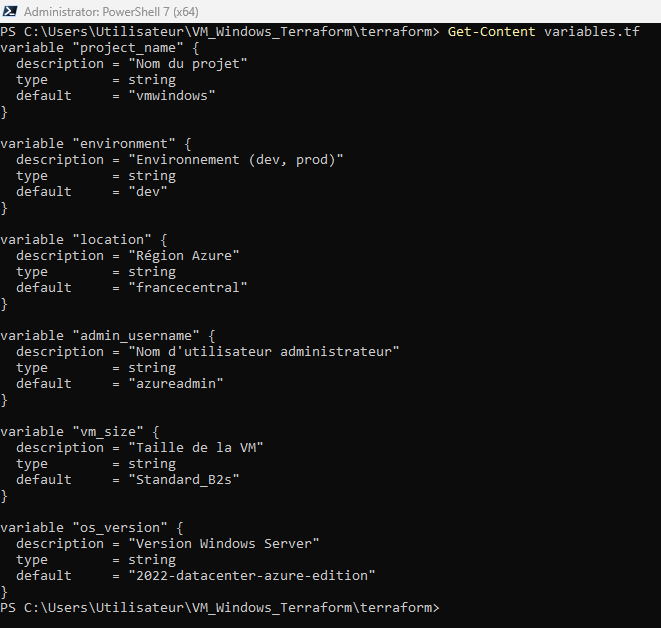 Administrator: PowerShell 7 (x64)
PS C:\Users\Utilisateur\VM_Windows_Terraform\terraform> Get-Content variables.tf
variable "project_name" {
  description = "Nom du projet"
  type        = string
  default     = "vmwindows"
}

variable "environment" {
  description = "Environnement (dev, prod)"
  type        = string
  default     = "dev"
}

variable "location" {
  description = "Région Azure"
  type        = string
  default     = "francecentral"
}

variable "admin_username" {
  description = "Nom d'utilisateur administrateur"
  type        = string
  default     = "azureadmin"
}

variable "vm_size" {
  description = "Taille de la VM"
  type        = string
  default     = "Standard_B2s"
}

variable "os_version" {
  description = "Version Windows Server"
  type        = string
  default     = "2022-datacenter-azure-edition"
}
PS C:\Users\Utilisateur\VM_Windows_Terraform\terraform>